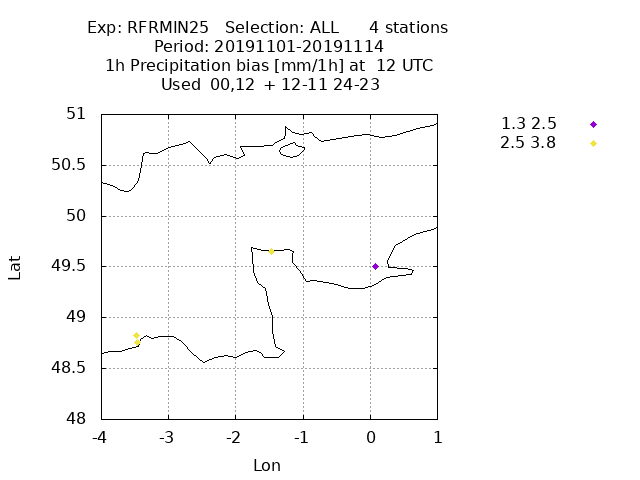 Exp: RFRMIN25   Selection: ALL      4 stations
Period: 20191101-20191114
1h Precipitation bias [mm/1h] at  12 UTC
Used  00,12  + 12-11 24-23
1.3 2.5
2.5 3.8
51
50.5
50
49.5
49
48.5
48
Lat
-4 -3 -2 -1 0 1
Lon